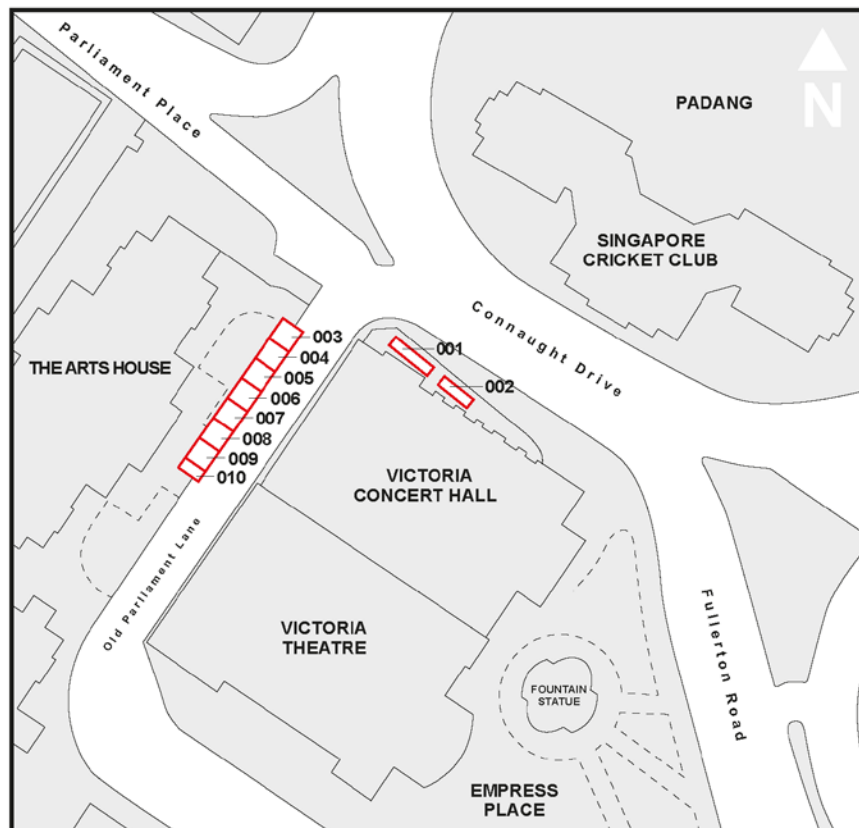 Parliament Place
PADANG
N
SINGAPORE
CRICKET CLUB
Connaught Drive
001
002
003
004
005
006
007
008
009
010
THE ARTS HOUSE
VICTORIA
CONCERT HALL
Old Parliament Lane
VICTORIA
THEATRE
Fullerton Road
FOUNTAIN
STATUE
EMPRESS
PLACE